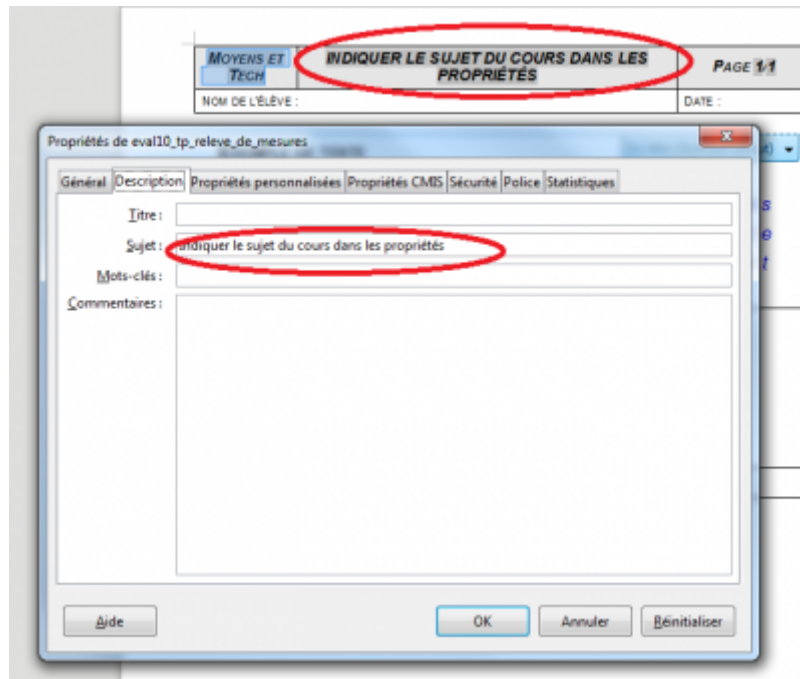 MOYENS ET TECH
INDIQUER LE SUJET DU COURS DANS LES PROPRIÉTÉS
PAGE 1/1
NOM DE L'ÉLÈVE :
DATE :
Propriétés de eval10_tp_releve_de_mesures
Général Description Propriétés personnalisées Propriétés CMIS Sécurité Police Statistiques
Titre :
Sujet : Indiquer le sujet du cours dans les propriétés
Mots-clés :
Commentaires :
Aide OK Annuler Réinitialiser